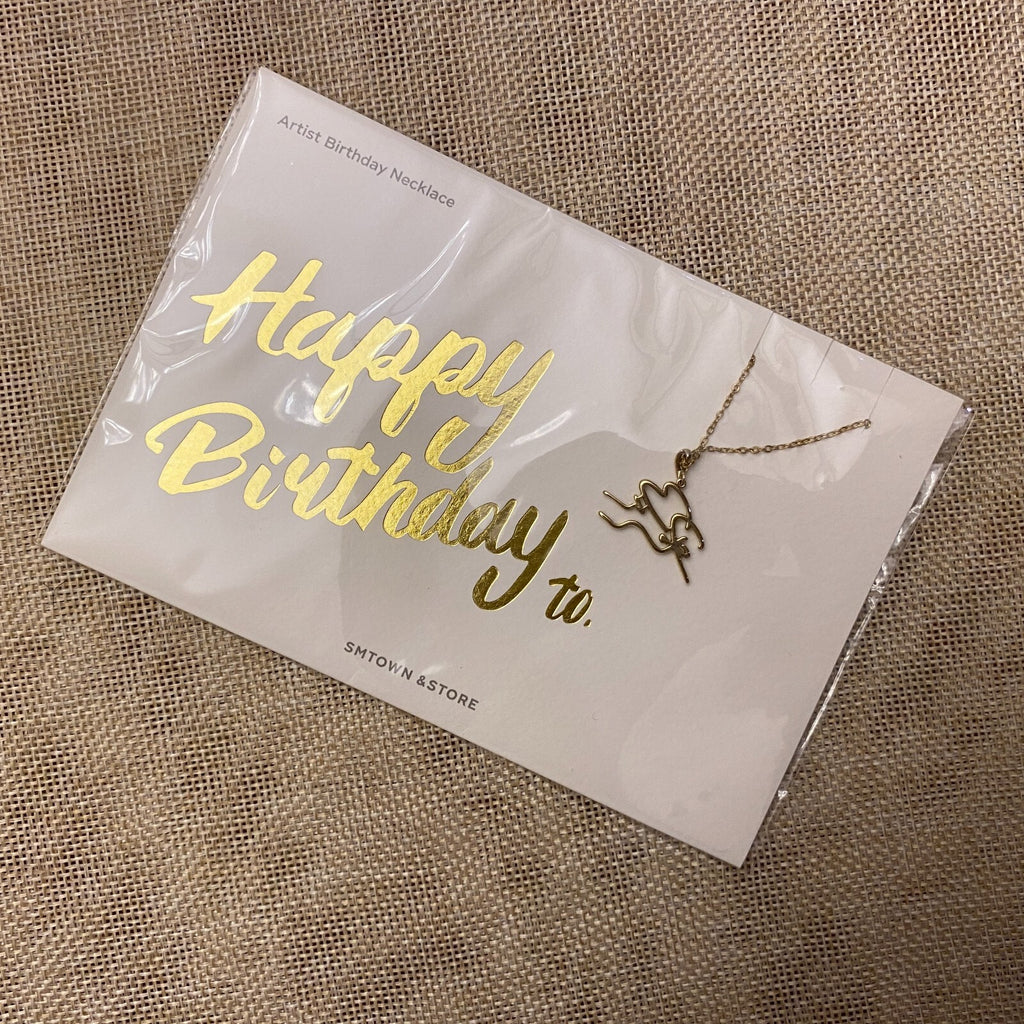 Artist Birthday Necklace
Happy
Birthday to.
SMTOWN &STORE